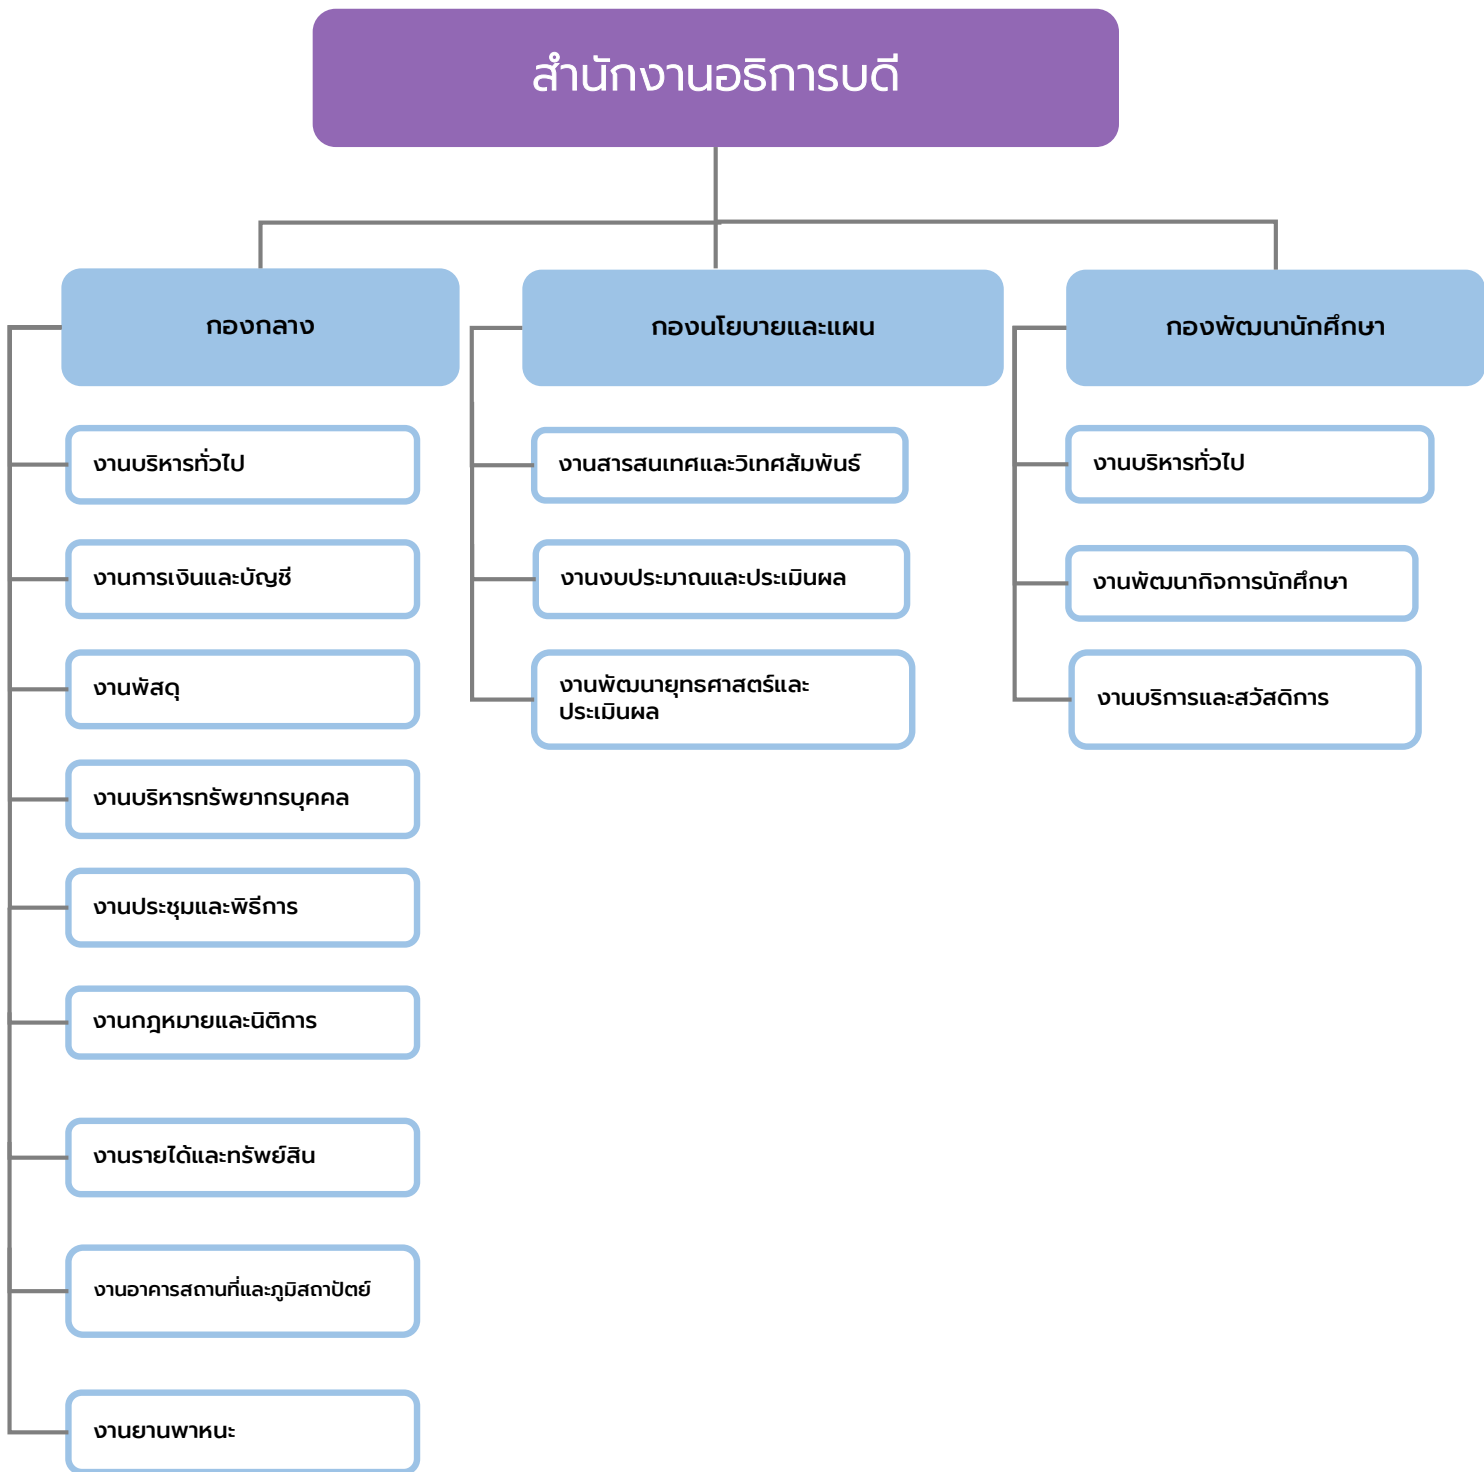 สำนักงานอธิการบดี
กองกลาง
งานบริหารทั่วไป
งานการเงินและบัญชี
งานพัสดุ
งานบริหารทรัพยากรบุคคล
งานประชุมและพิธีการ
งานกฎหมายและนิติการ
งานรายได้และทรัพย์สิน
งานอาคารสถานที่และภูมิสถาปัตย์
งานยานพาหนะ
กองนโยบายและแผน
งานสารสนเทศและวิเทศสัมพันธ์
งานงบประมาณและประเมินผล
งานพัฒนายุทธศาสตร์และ
ประเมินผล
กองพัฒนานักศึกษา
งานบริหารทั่วไป
งานพัฒนากิจการนักศึกษา
งานบริการและสวัสดิการ